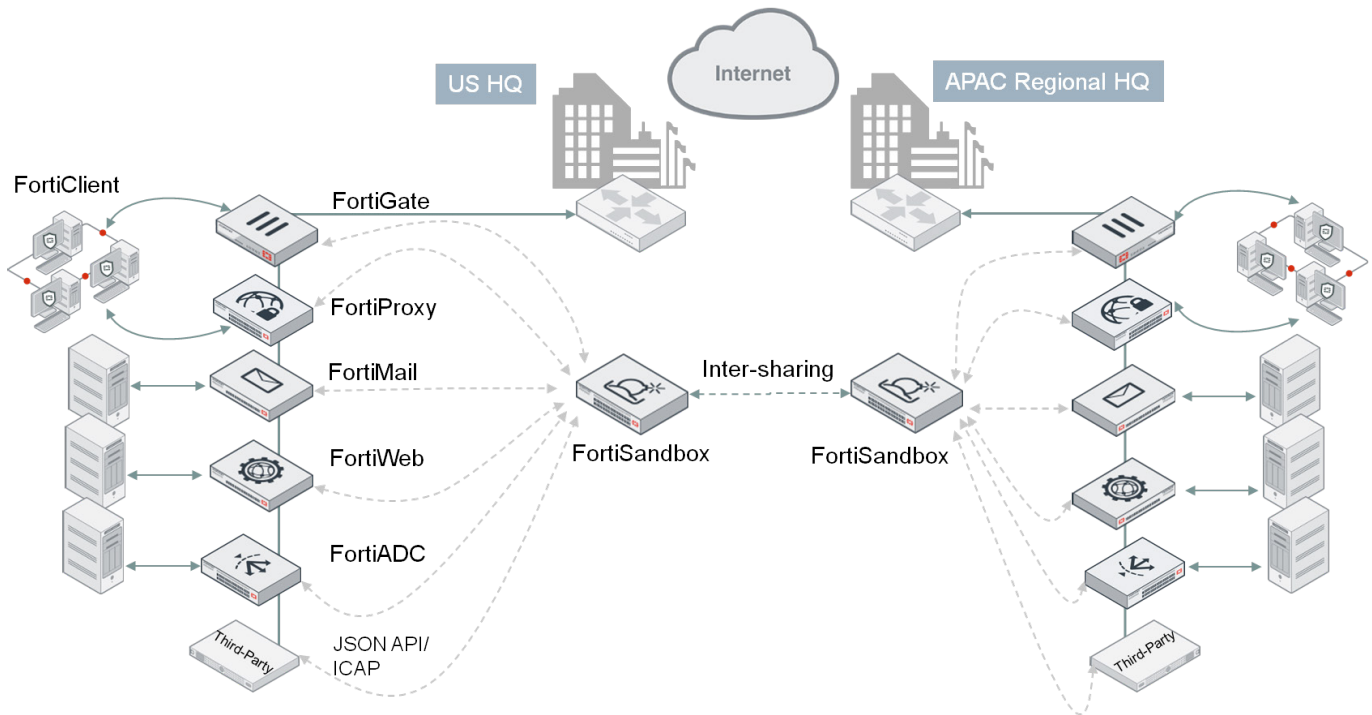 Internet
US HQ
APAC Regional HQ
FortiClient
FortiGate
FortiProxy
FortiMail
Inter-sharing
FortiWeb
FortiSandbox
FortiSandbox
FortiADC
Third-Party
JSON API/
ICAP
Third-Party